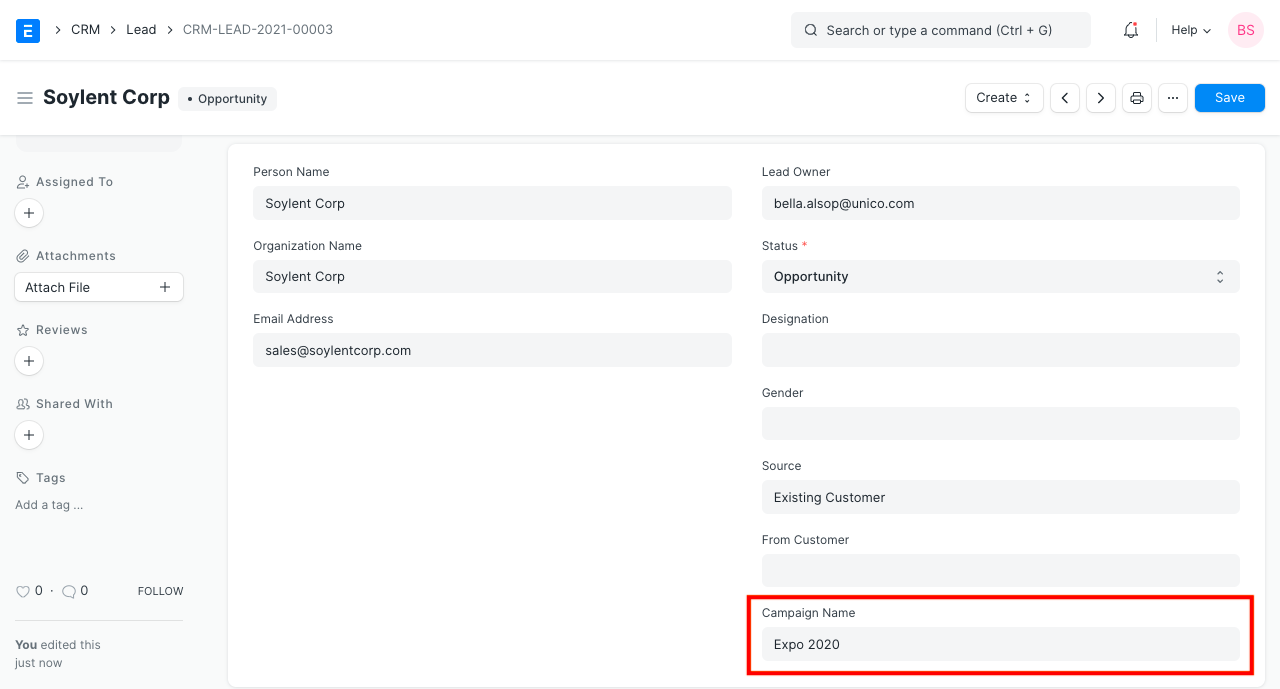 E > CRM > Lead > CRM-LEAD-2021-00003
Search or type a command (Ctrl + G)
Help
BS
Soylent Corp
• Opportunity
Create
...
Save
Assigned To
+
Attachments
Attach File +
Reviews
+
Shared With
+
Tags
Add a tag ...
0 · 0 FOLLOW
You edited this
just now
Person Name
Soylent Corp
Organization Name
Soylent Corp
Email Address
sales@soylentcorp.com
Lead Owner
bella.alsop@unico.com
Status *
Opportunity
Designation
Gender
Source
Existing Customer
From Customer
Campaign Name
Expo 2020